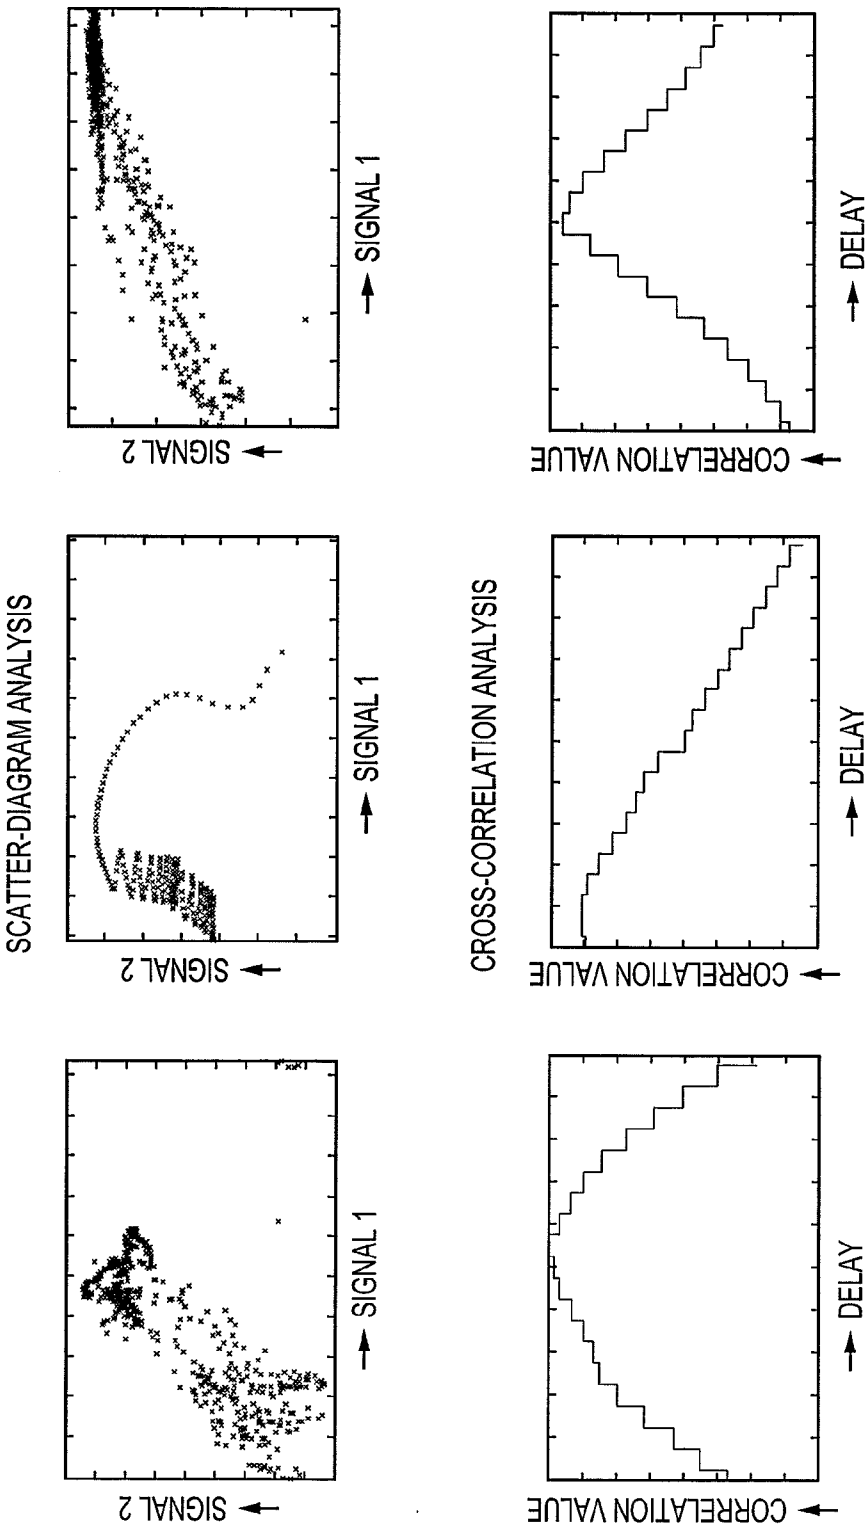 SCATTER-DIAGRAM ANALYSIS
SIGNAL 2
SIGNAL 1
SIGNAL 2
SIGNAL 1
SIGNAL 2
SIGNAL 1
CROSS-CORRELATION ANALYSIS
CORRELATION VALUE
DELAY
CORRELATION VALUE
DELAY
CORRELATION VALUE
DELAY